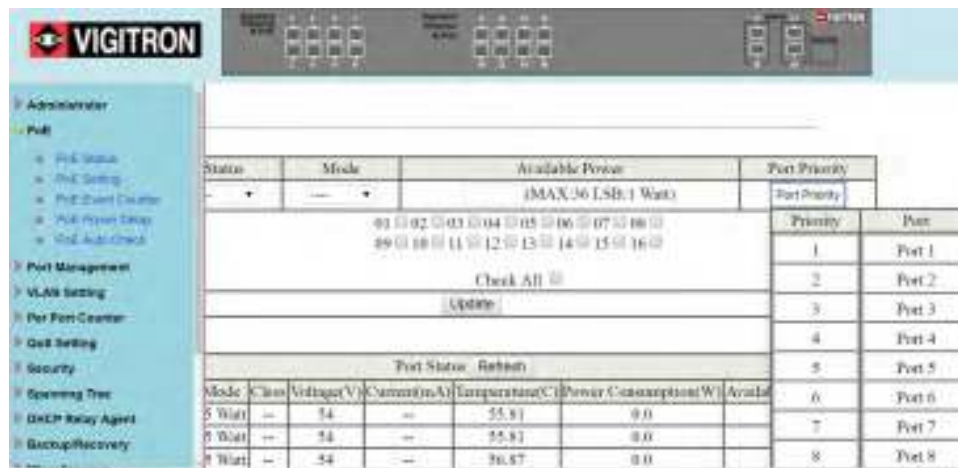 VIGITRON
Administrator
PoE
PoE Status
PoE Setting
PoE Event Counter
PoE Power Delay
PoE Auto Check
Port Management
VLAN Setting
Per Port Counter
QoS Setting
Security
Spanning Tree
DHCP Relay Agent
Backup/Recovery
Status Mode Available Power Port Priority
-- ---- (MAX:36 LSB:1 Watt) Port Priority
01 02 03 04 05 06 07 08
09 10 11 12 13 14 15 16
Check All
Update
Priority Port
1 Port 1
2 Port 2
3 Port 3
4 Port 4
5 Port 5
6 Port 6
7 Port 7
8 Port 8
Port Status Refresh
Mode Class Voltage(V) Current(mA) Temperature(C) Power Consumption(W) Availa
5 Watt -- 54 -- 55.81 0.0
5 Watt -- 54 -- 55.81 0.0
5 Watt -- 54 -- 56.87 0.0